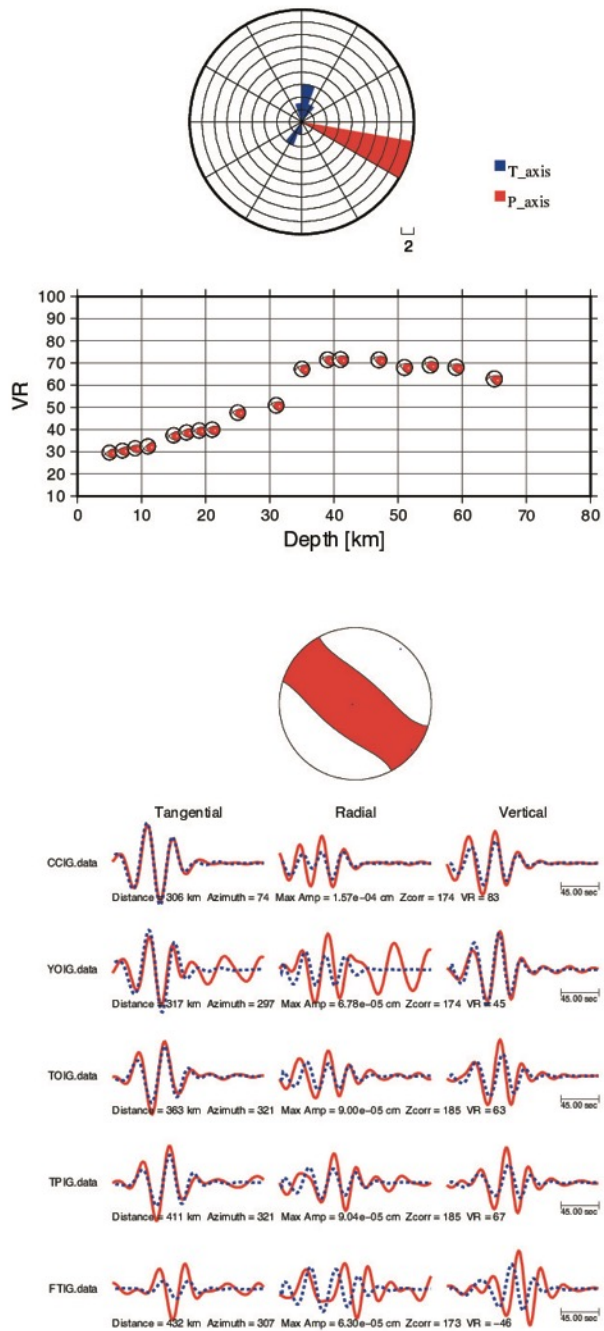 T_axis
P_axis
2
100
90
80
70
60
50
40
30
20
10
VR
0 10 20 30 40 50 60 70 80
Depth [km]
Tangential Radial Vertical
CCIG.data
Distance = 306 km Azimuth = 74 Max Amp = 1.57e-04 cm Zcorr = 174 VR = 83
45.00 sec
YOIG.data
Distance = 317 km Azimuth = 297 Max Amp = 6.78e-05 cm Zcorr = 174 VR = 45
45.00 sec
TOIG.data
Distance = 363 km Azimuth = 321 Max Amp = 9.00e-05 cm Zcorr = 185 VR = 63
45.00 sec
TPIG.data
Distance = 411 km Azimuth = 321 Max Amp = 9.04e-05 cm Zcorr = 185 VR = 67
45.00 sec
FTIG.data
Distance = 432 km Azimuth = 307 Max Amp = 6.30e-05 cm Zcorr = 173 VR = -46
45.00 sec